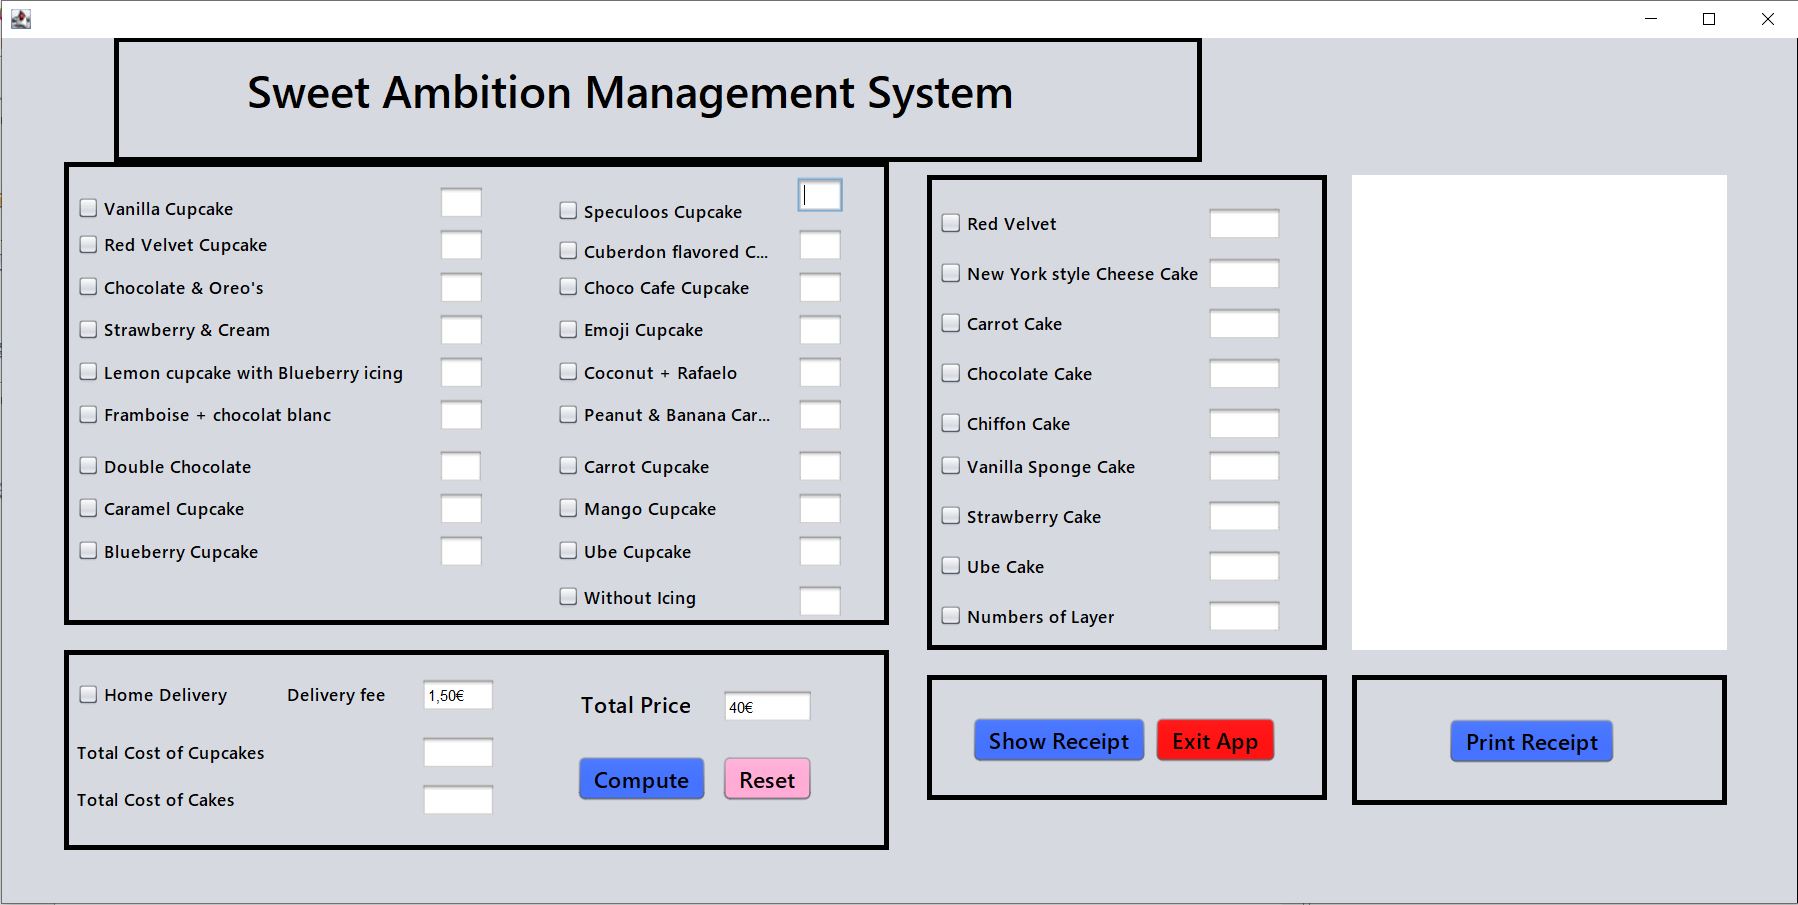 Sweet Ambition Management System
Vanilla Cupcake
Red Velvet Cupcake
Chocolate & Oreo's
Strawberry & Cream
Lemon cupcake with Blueberry icing
Framboise + chocolat blanc
Double Chocolate
Caramel Cupcake
Blueberry Cupcake
Speculoos Cupcake
Cuberdon flavored C...
Choco Cafe Cupcake
Emoji Cupcake
Coconut + Rafaelo
Peanut & Banana Car...
Carrot Cupcake
Mango Cupcake
Ube Cupcake
Without Icing
Red Velvet
New York style Cheese Cake
Carrot Cake
Chocolate Cake
Chiffon Cake
Vanilla Sponge Cake
Strawberry Cake
Ube Cake
Numbers of Layer
Home Delivery
Delivery fee
1,50€
Total Cost of Cupcakes
Total Cost of Cakes
Total Price
40€
Compute
Reset
Show Receipt
Exit App
Print Receipt